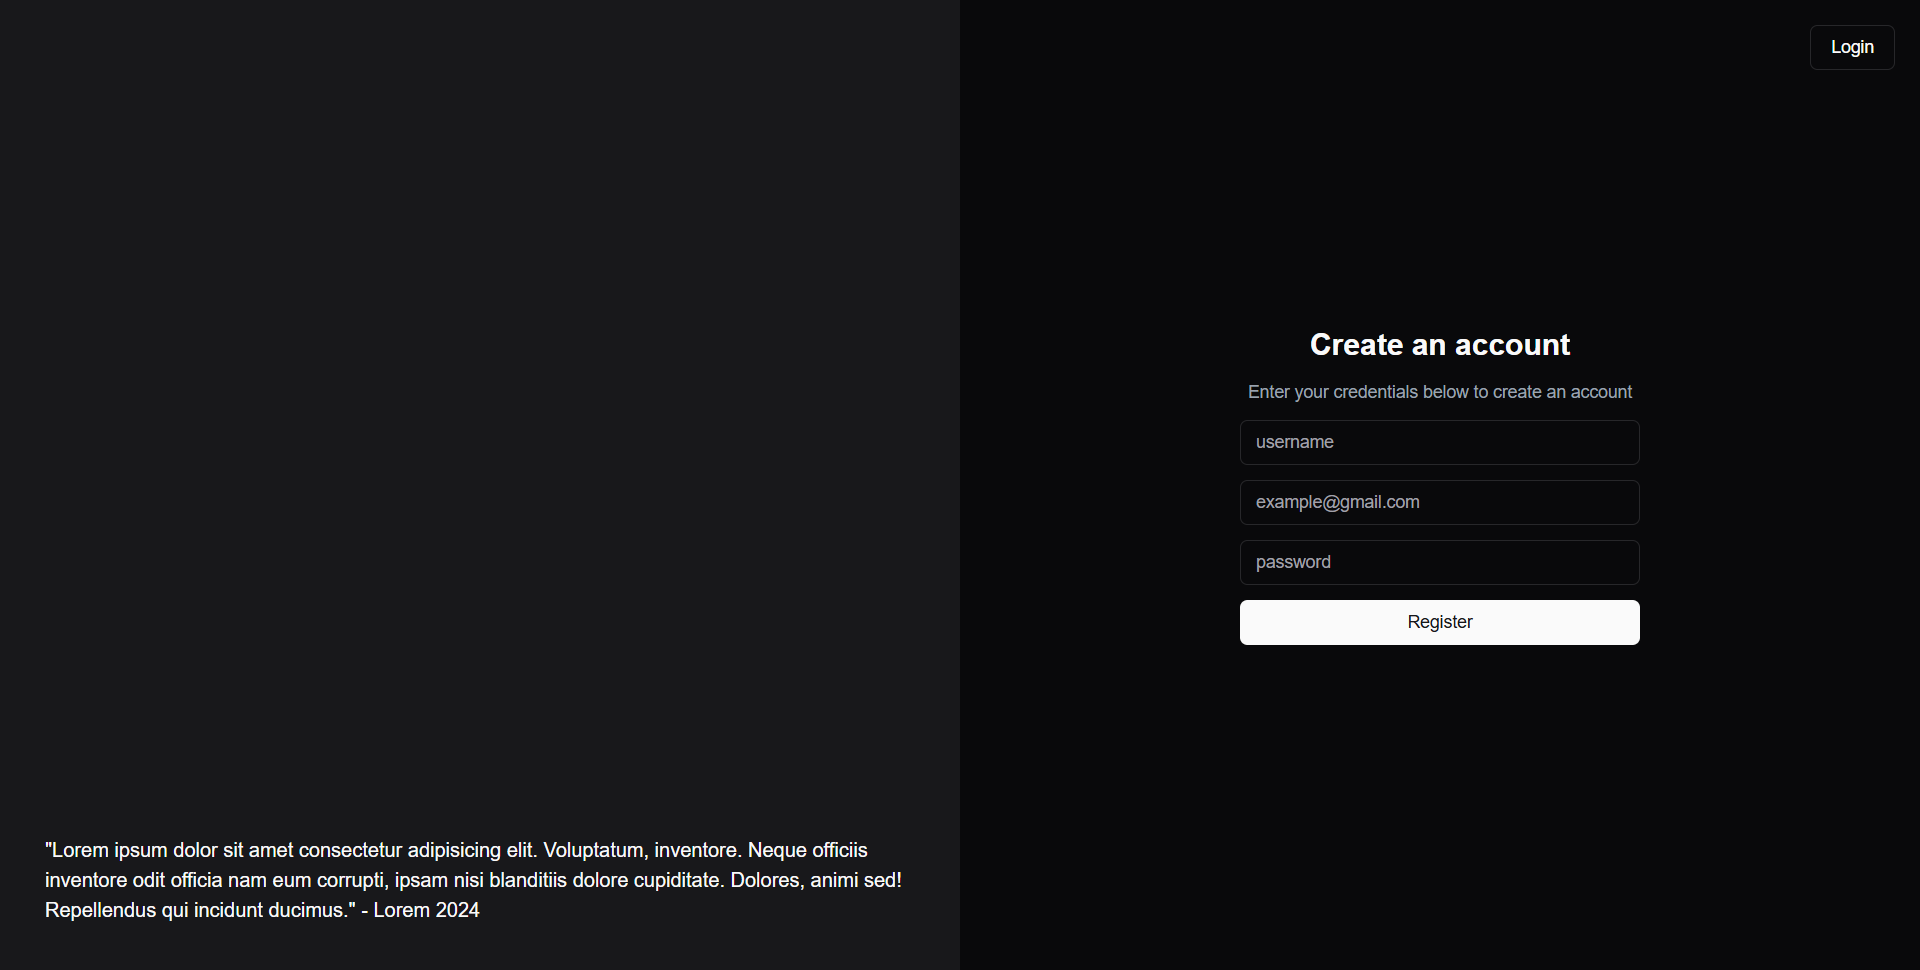 Login
Create an account
Enter your credentials below to create an account
username
example@gmail.com
password
Register
"Lorem ipsum dolor sit amet consectetur adipisicing elit. Voluptatum, inventore. Neque officiis
inventore odit officia nam eum corrupti, ipsam nisi blanditiis dolore cupiditate. Dolores, animi sed!
Repellendus qui incidunt ducimus." - Lorem 2024